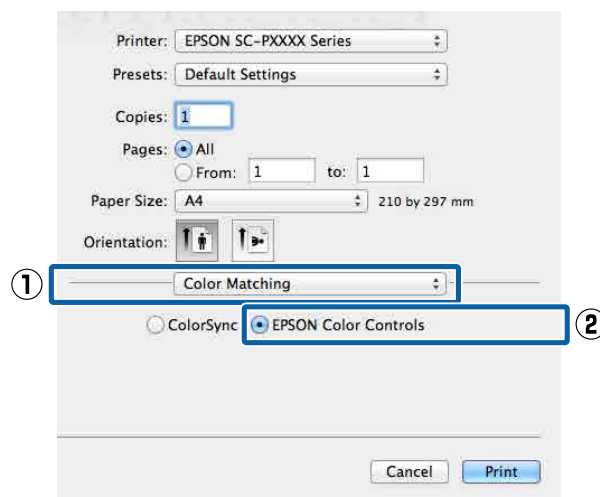 Printer: EPSON SC-PXXXX Series
Presets: Default Settings
Copies: 1
Pages: All
From: 1 to: 1
Paper Size: A4 210 by 297 mm
Orientation:
① Color Matching
ColorSync EPSON Color Controls ②
Cancel Print